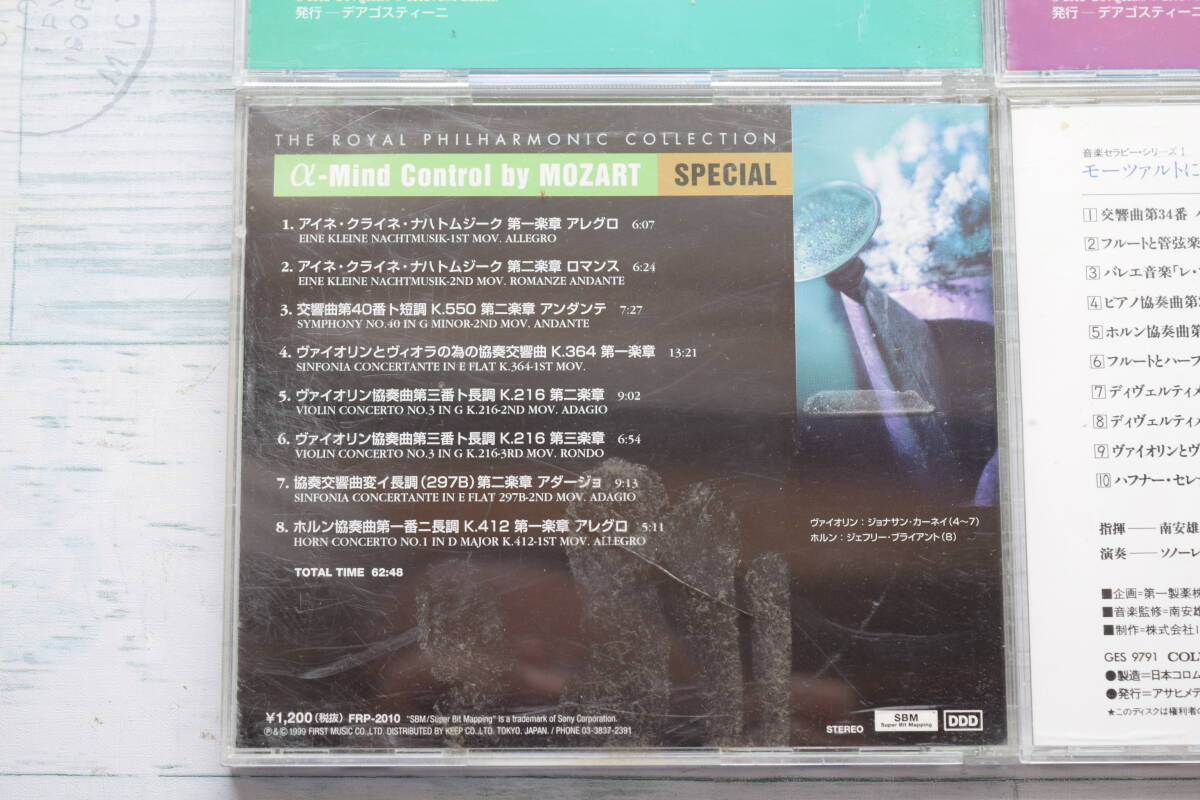 発行 ― デアゴスティーニ
発行 ― デアゴスティーニ
THE ROYAL PHILHARMONIC COLLECTION
α-Mind Control by MOZART SPECIAL
1. アイネ・クライネ・ナハトムジーク 第一楽章 アレグロ 6:07
EINE KLEINE NACHTMUSIK-1ST MOV. ALLEGRO
2. アイネ・クライネ・ナハトムジーク 第二楽章 ロマンス 6:24
EINE KLEINE NACHTMUSIK-2ND MOV. ROMANZE ANDANTE
3. 交響曲第40番ト短調 K.550 第二楽章 アンダンテ 7:27
SYMPHONY NO.40 IN G MINOR-2ND MOV. ANDANTE
4. ヴァイオリンとヴィオラの為の協奏交響曲 K.364 第一楽章 13:21
SINFONIA CONCERTANTE IN E FLAT K.364-1ST MOV.
5. ヴァイオリン協奏曲第三番ト長調 K.216 第二楽章 9:02
VIOLIN CONCERTO NO.3 IN G K.216-2ND MOV. ADAGIO
6. ヴァイオリン協奏曲第三番ト長調 K.216 第三楽章 6:54
VIOLIN CONCERTO NO.3 IN G K.216-3RD MOV. RONDO
7. 協奏交響曲変イ長調(297B)第二楽章 アダージョ 9:13
SINFONIA CONCERTANTE IN E FLAT 297B-2ND MOV. ADAGIO
8. ホルン協奏曲第一番ニ長調 K.412 第一楽章 アレグロ 5:11
HORN CONCERTO NO.1 IN D MAJOR K.412-1ST MOV. ALLEGRO
TOTAL TIME 62:48
ヴァイオリン:ジョナサン・カーネイ(4〜7)
ホルン:ジェフリー・ブライアント(8)
¥1,200(税抜) FRP-2010 "SBM/Super Bit Mapping" is a trademark of Sony Corporation.
Ⓟ&©1999 FIRST MUSIC CO.,LTD. DISTRIBUTED BY KEEP CO.,LTD. TOKYO. JAPAN. / PHONE 03-3837-2391
STEREO
SBM
Super Bit Mapping
DDD
音楽セラピー・シリーズ1
モーツァルトに
1 交響曲第34番
2 フルートと管弦楽
3 バレエ音楽「レ・
4 ピアノ協奏曲第
5 ホルン協奏曲第
6 フルートとハープ
7 ディヴェルティメ
8 ディヴェルティメ
9 ヴァイオリンとヴ
10 ハフナー・セレ
指揮 ― 南安雄
演奏 ― ソノーレ
■企画=第一製薬株
■音楽監修=南安雄
■制作=株式会社
GES 9791 COL
●製造=日本コロム
●発行=アサヒメデ
★このディスクは権利者の